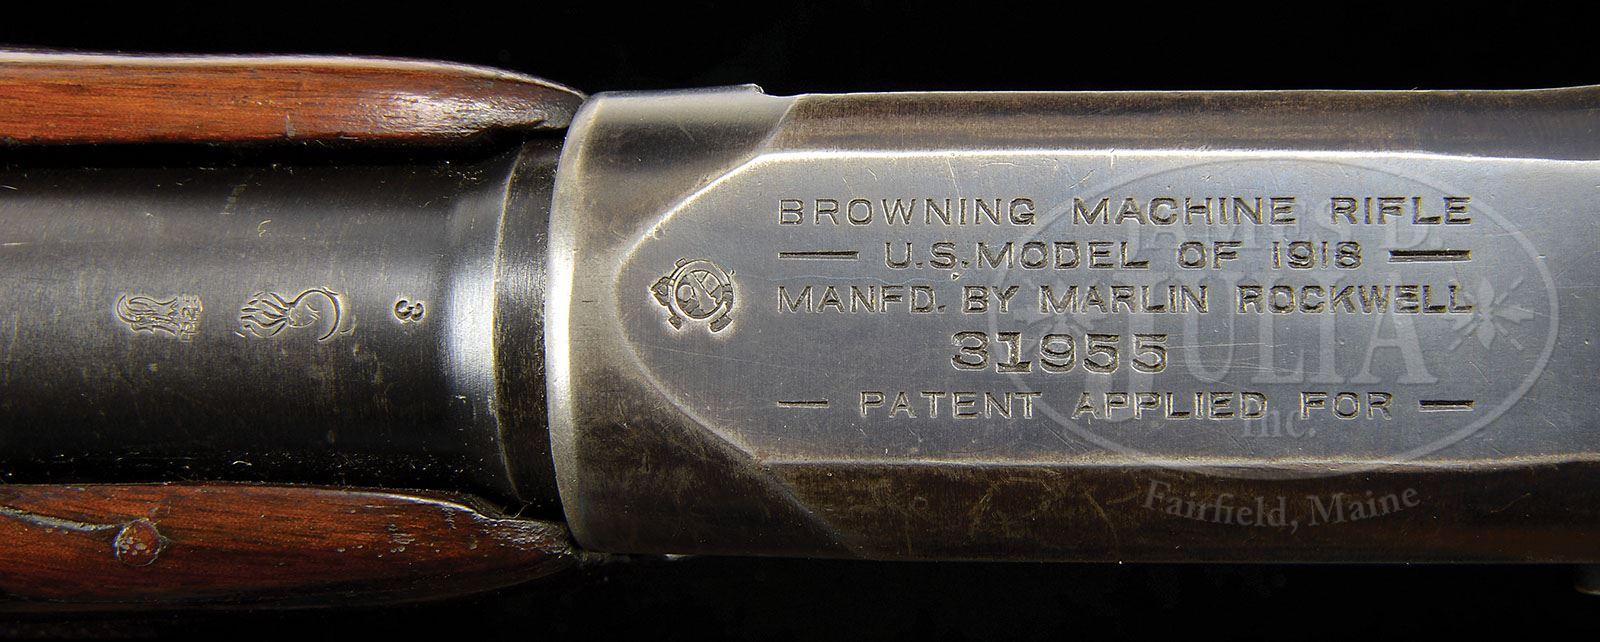 BROWNING MACHINE RIFLE
— U.S. MODEL OF 1918 —
MANFD. BY MARLIN ROCKWELL
31955
— PATENT APPLIED FOR —
3
JAMES D.
JULIA
Inc.
Fairfield, Maine